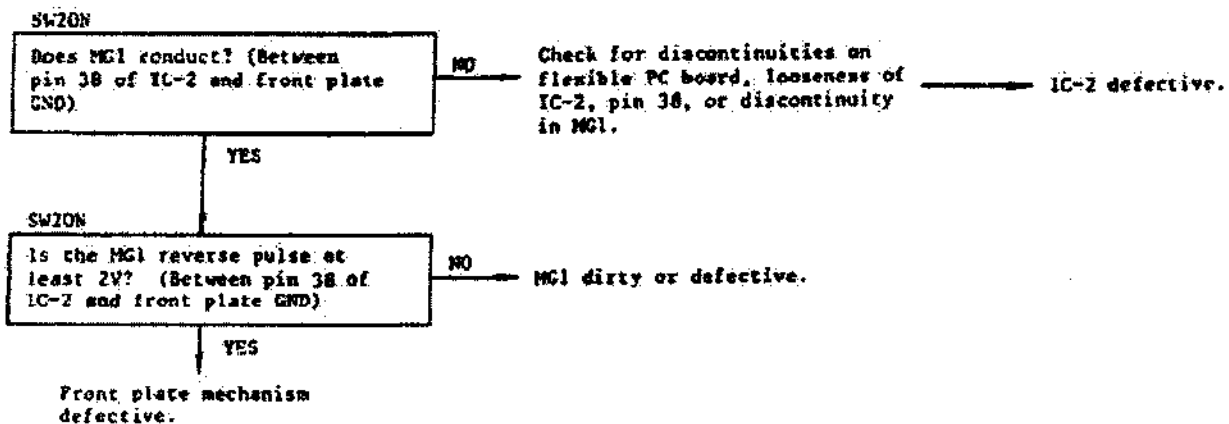 SW2ON
Does MG1 conduct? (Between
pin 38 of IC-2 and front plate
GND)
NO
Check for discontinuities on
flexible PC board, looseness of
IC-2, pin 38, or discontinuity
in MG1.
IC-2 defective.
YES
SW2ON
Is the MG1 reverse pulse at
least 2V? (Between pin 38 of
IC-2 and front plate GND)
NO
MG1 dirty or defective.
YES
Front plate mechanism
defective.